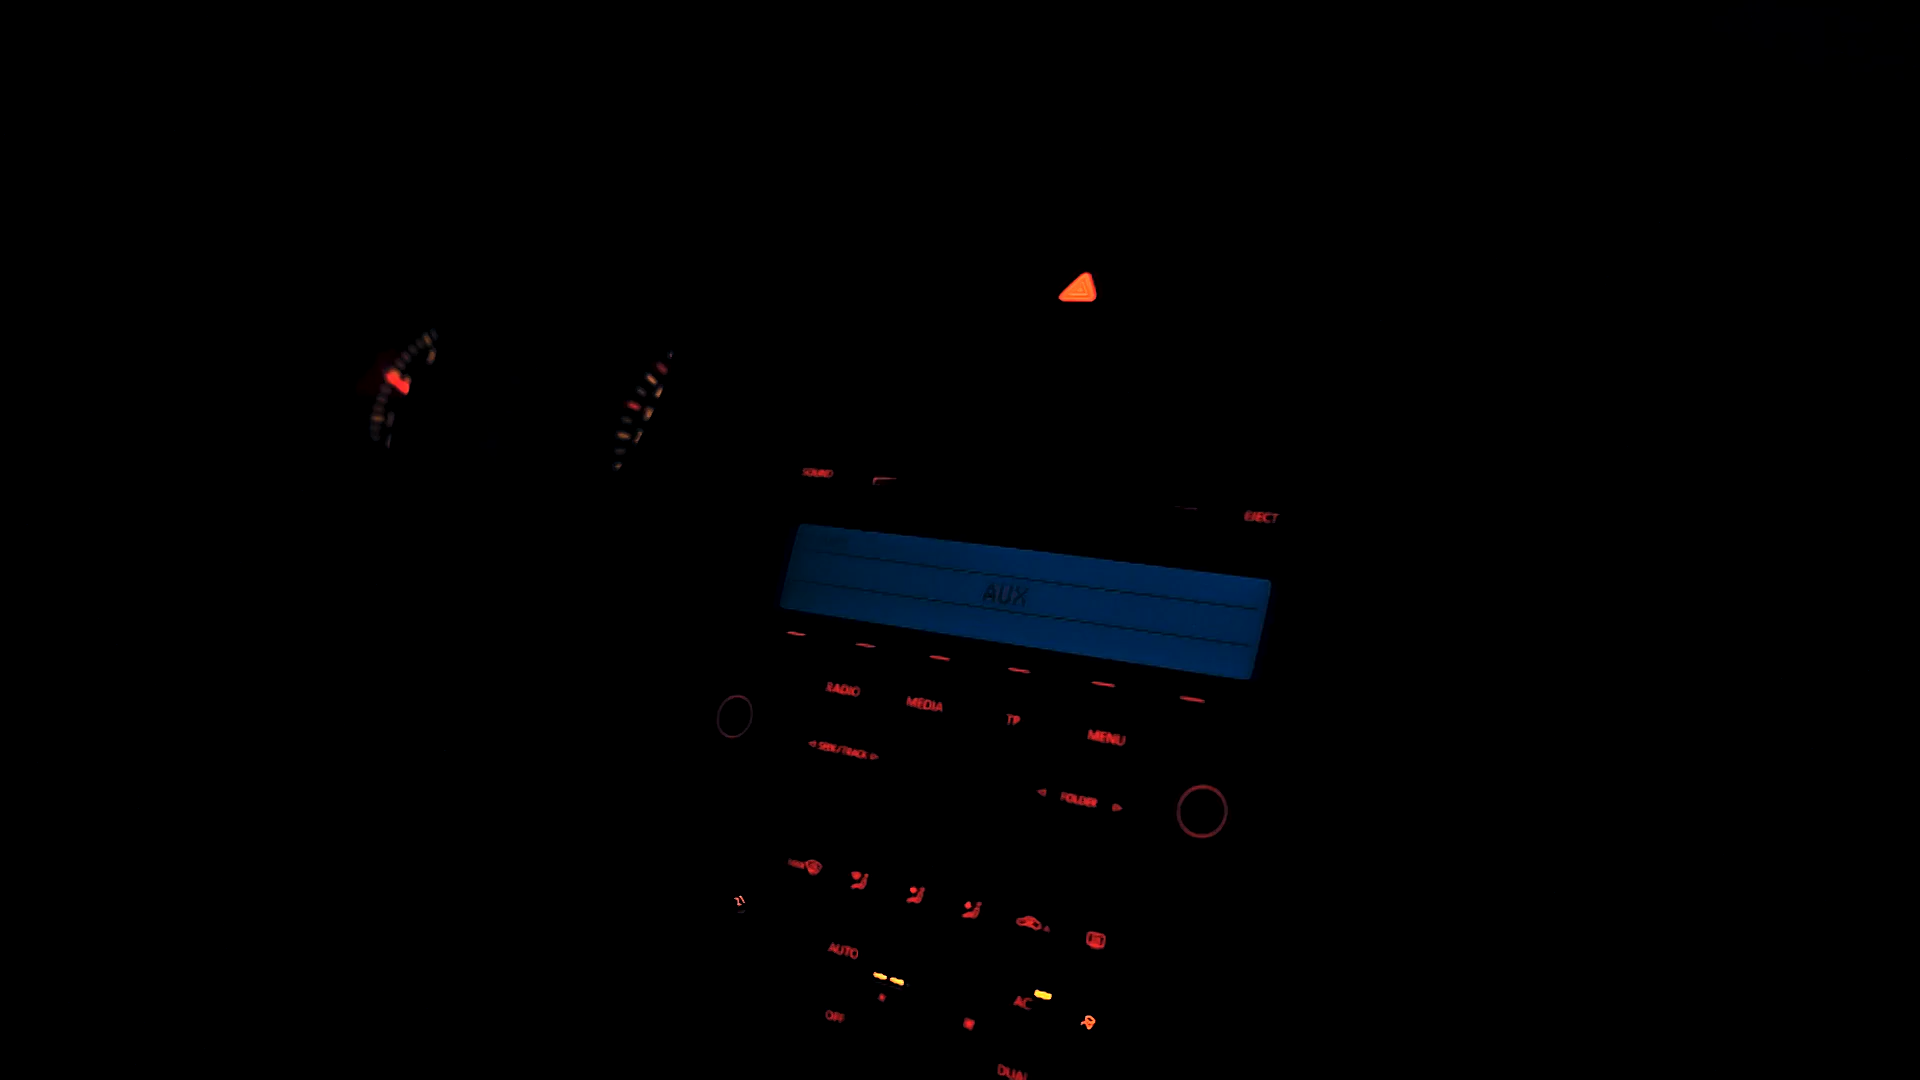 SOUND
EJECT
AUX
RADIO MEDIA TP MENU
SEEK/TRACK
FOLDER
AUTO
AC
OFF
DUAL